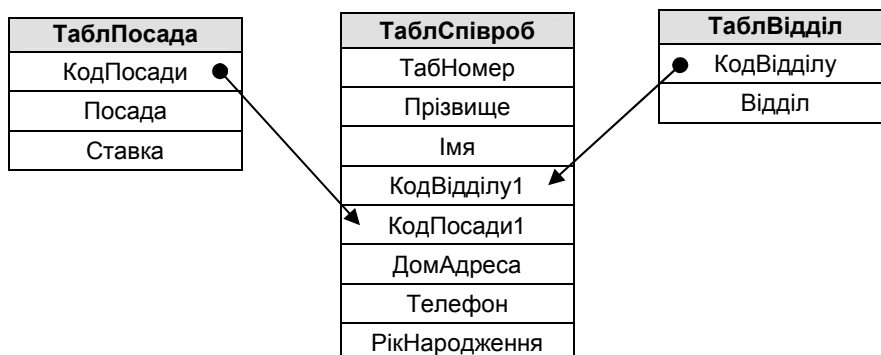 ТаблПосада
КодПосади
Посада
Ставка
ТаблСпівроб
ТабНомер
Прізвище
Імя
КодВідділу1
КодПосади1
ДомАдреса
Телефон
РікНародження
ТаблВідділ
КодВідділу
Відділ